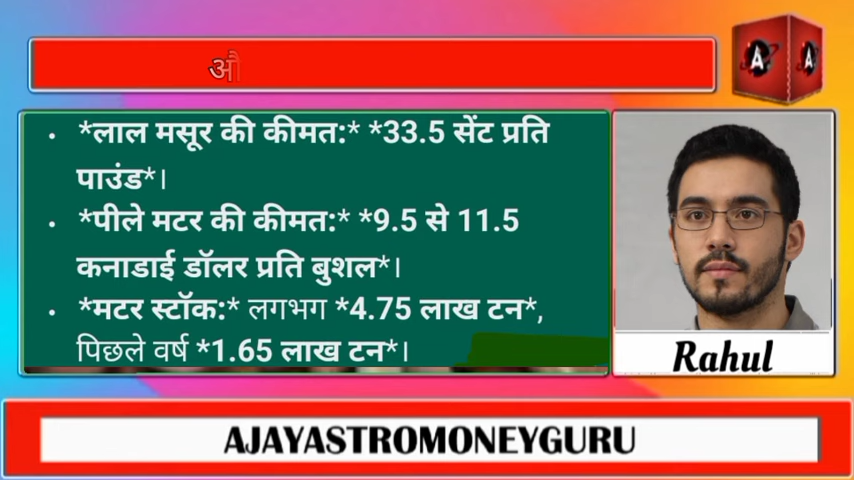 औ
A A
• *लाल मसूर की कीमत:* *33.5 सेंट प्रति
पाउंड*।
• *पीले मटर की कीमत:* *9.5 से 11.5
कनाडाई डॉलर प्रति बुशल*।
• *मटर स्टॉक:* लगभग *4.75 लाख टन*,
पिछले वर्ष *1.65 लाख टन*।
Rahul
AJAYASTROMONEYGURU